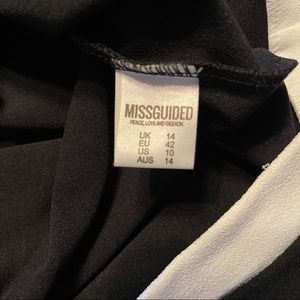 MISSGUIDED
PEACE, LOVE AND FASHION
UK 14
EU 42
US 10
AUS 14